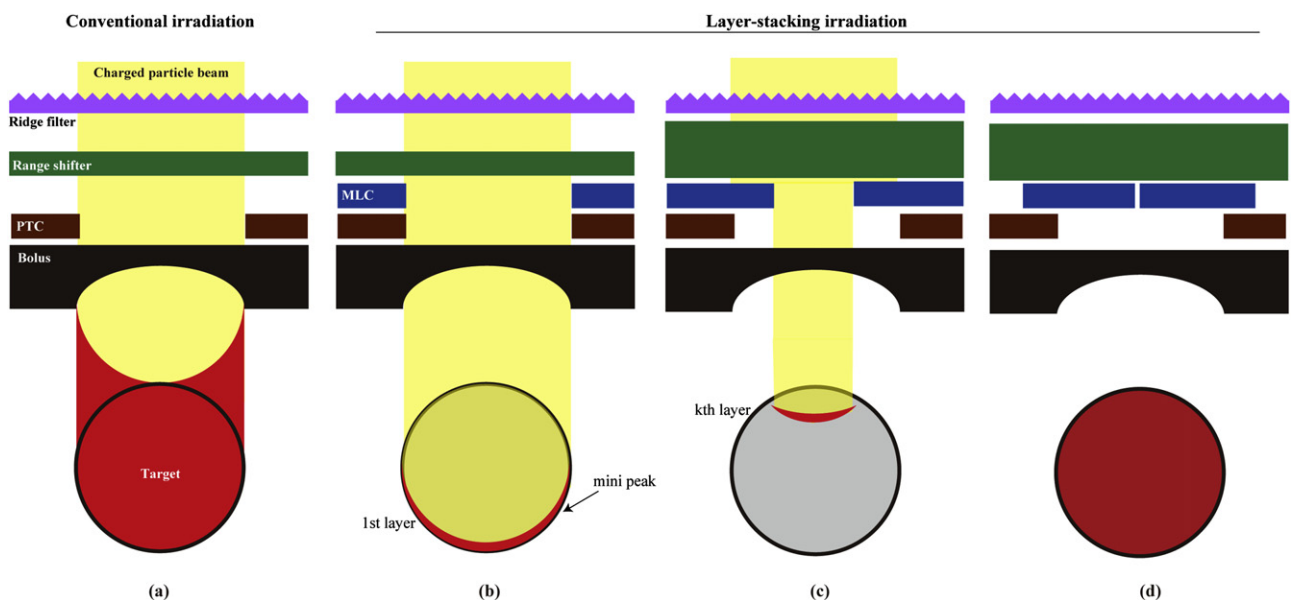 Conventional irradiation
Layer-stacking irradiation
Charged particle beam
Ridge filter
Range shifter
MLC
PTC
Bolus
kth layer
Target
mini peak
1st layer
(a)
(b)
(c)
(d)